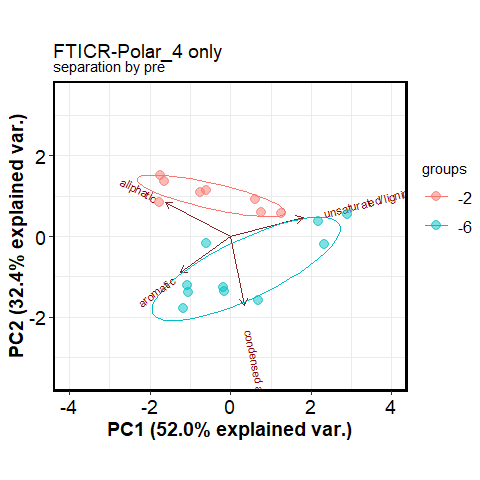 FTICR-Polar_4 only
separation by pre
PC2 (32.4% explained var.)
2
0
-2
aliphatic
unsaturated/lignin
aromatic
condensed a
groups
-2
-6
-4
-2
0
2
4
PC1 (52.0% explained var.)